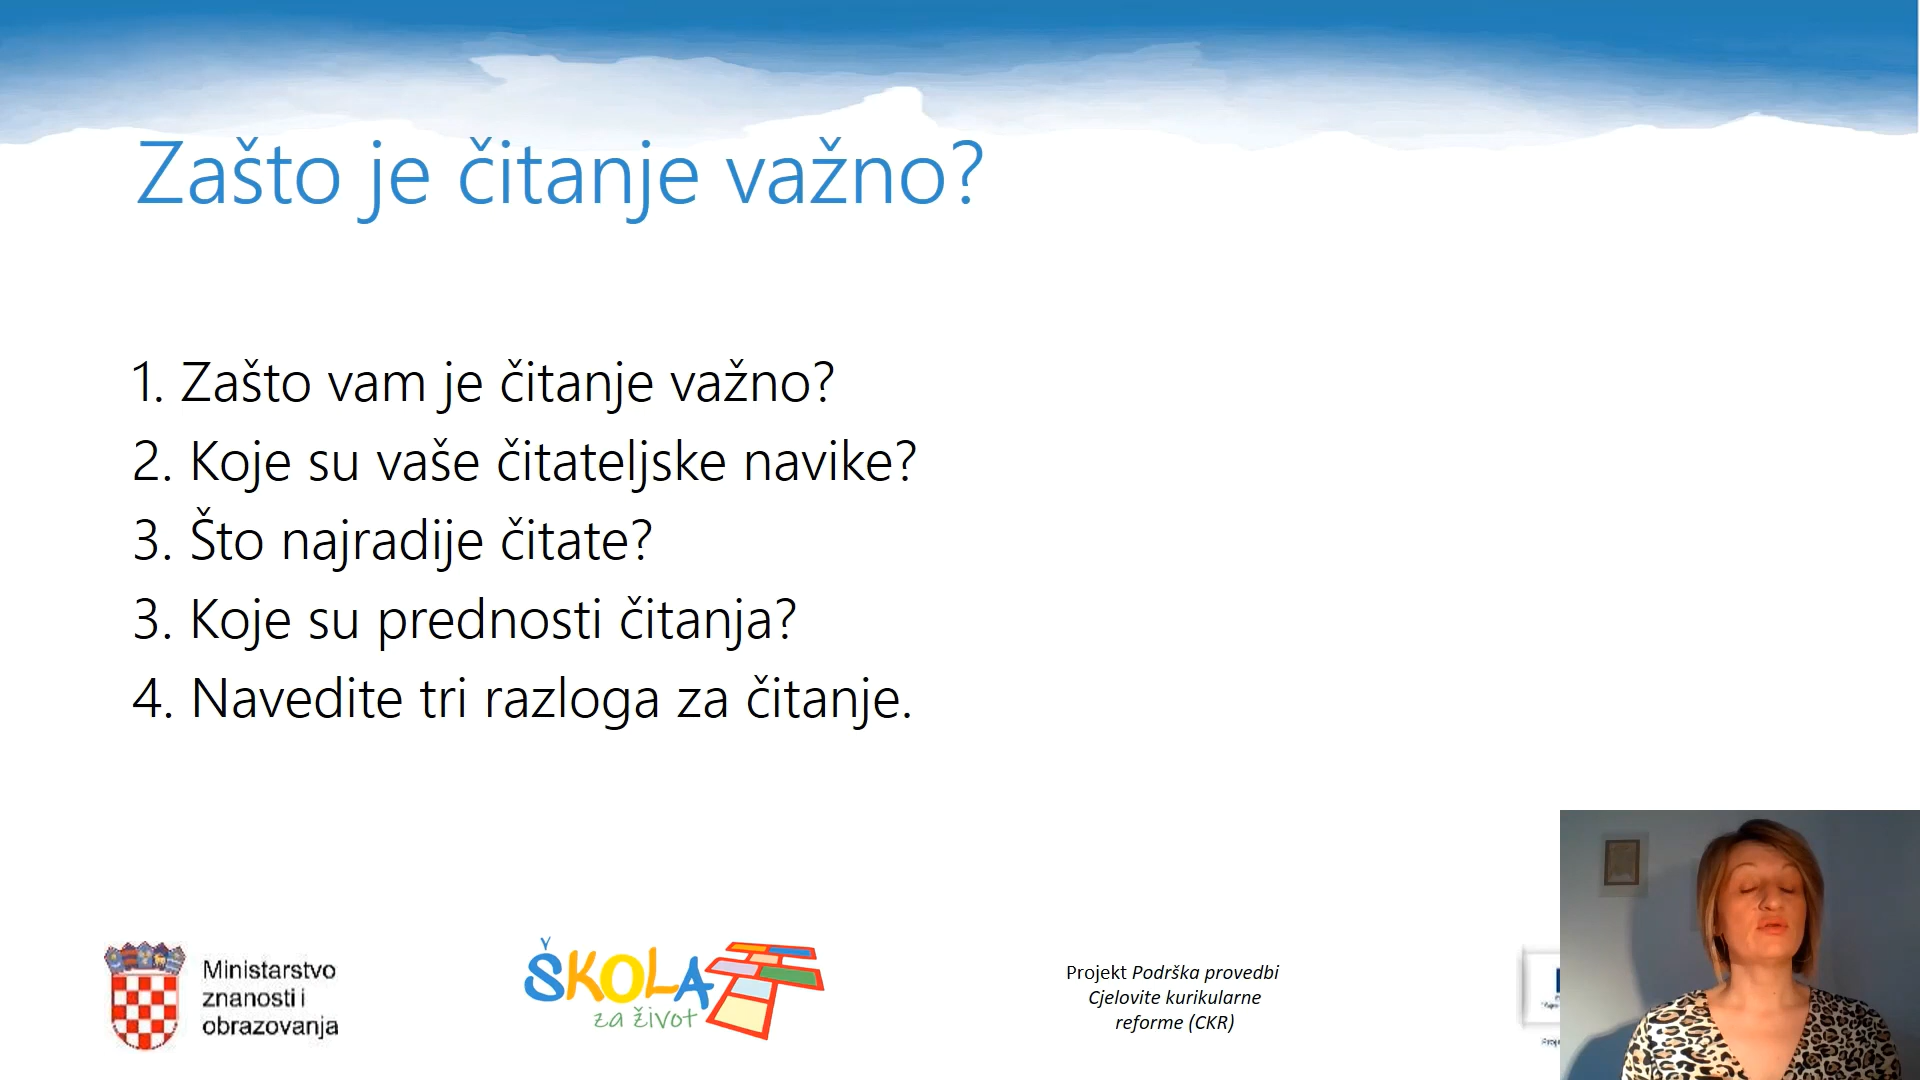 Zašto je čitanje važno?
1. Zašto vam je čitanje važno?
2. Koje su vaše čitateljske navike?
3. Što najradije čitate?
3. Koje su prednosti čitanja?
4. Navedite tri razloga za čitanje.
Ministarstvo
znanosti i
obrazovanja
ŠKOLA
za život
Projekt Podrška provedbi
Cjelovite kurikularne
reforme (CKR)